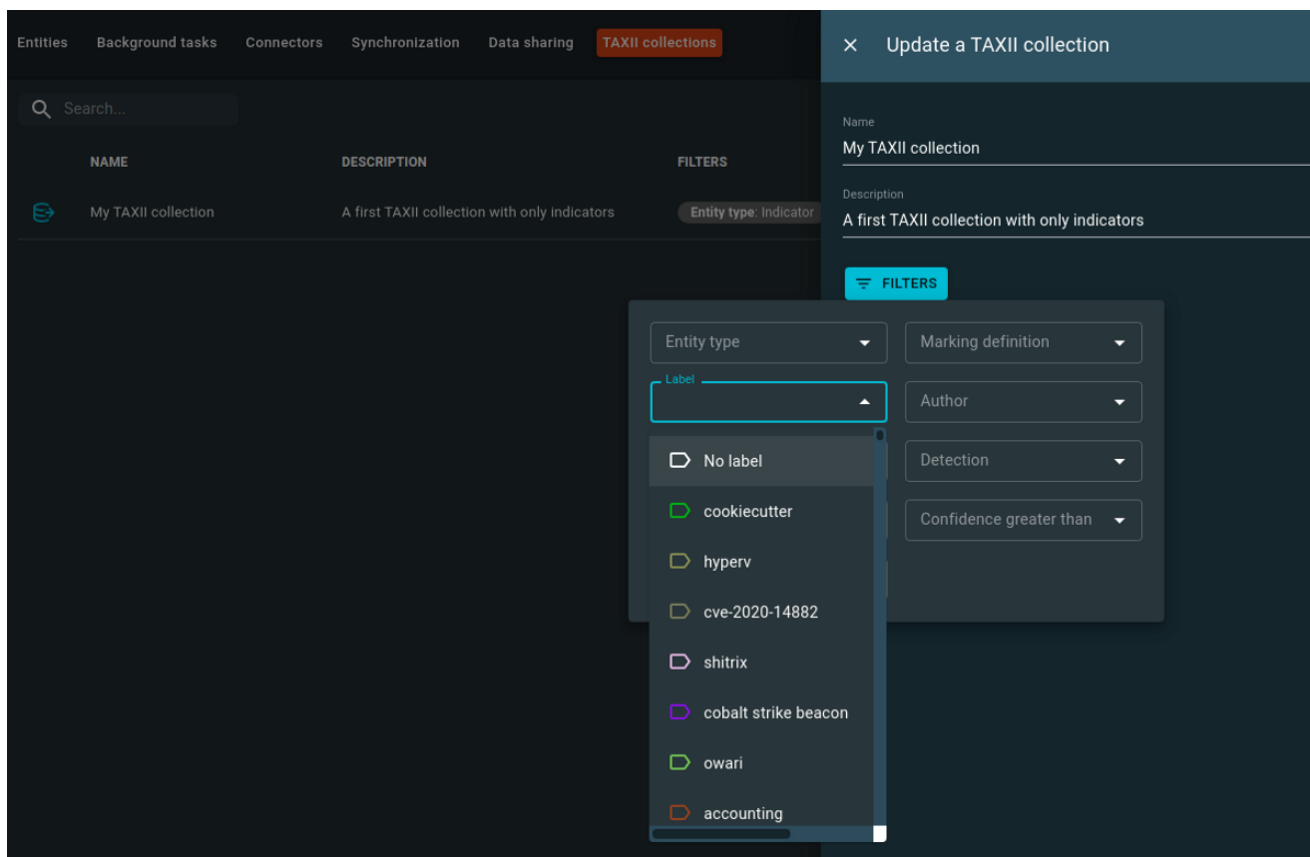 Entities Background tasks Connectors Synchronization Data sharing TAXII collections
Update a TAXII collection
Search...
NAME DESCRIPTION FILTERS
My TAXII collection A first TAXII collection with only indicators Entity type: Indicator
Name
My TAXII collection
Description
A first TAXII collection with only indicators
FILTERS
Entity type Marking definition
Label
Author
Detection
Confidence greater than
No label
cookiecutter
hyperv
cve-2020-14882
shitrix
cobalt strike beacon
owari
accounting